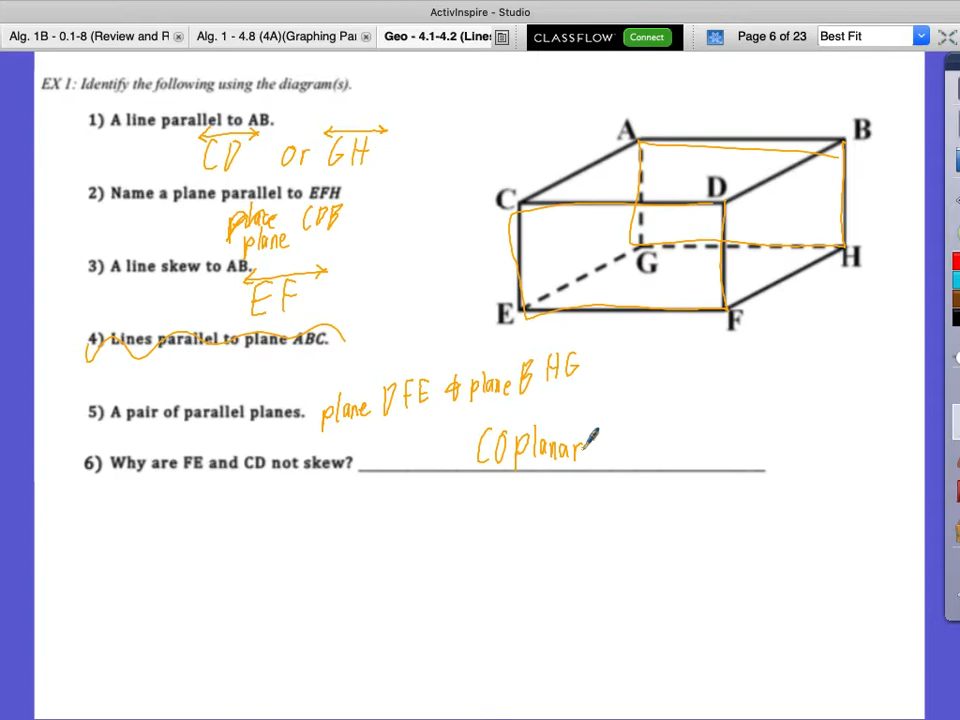 ActivInspire - Studio
Alg. 1B - 0.1-8 (Review and R
Alg. 1 - 4.8 (4A)(Graphing Par
Geo - 4.1-4.2 (Lines
CLASSFLOW Connect
Page 6 of 23
Best Fit
EX 1: Identify the following using the diagram(s).
1) A line parallel to AB.
CD or GH
2) Name a plane parallel to EFH
plane CDB
plane
3) A line skew to AB.
EF
4) Lines parallel to plane ABC.
5) A pair of parallel planes. plane DFE & plane BHG
6) Why are FE and CD not skew? coplanar
A
B
C
D
G
H
E
F